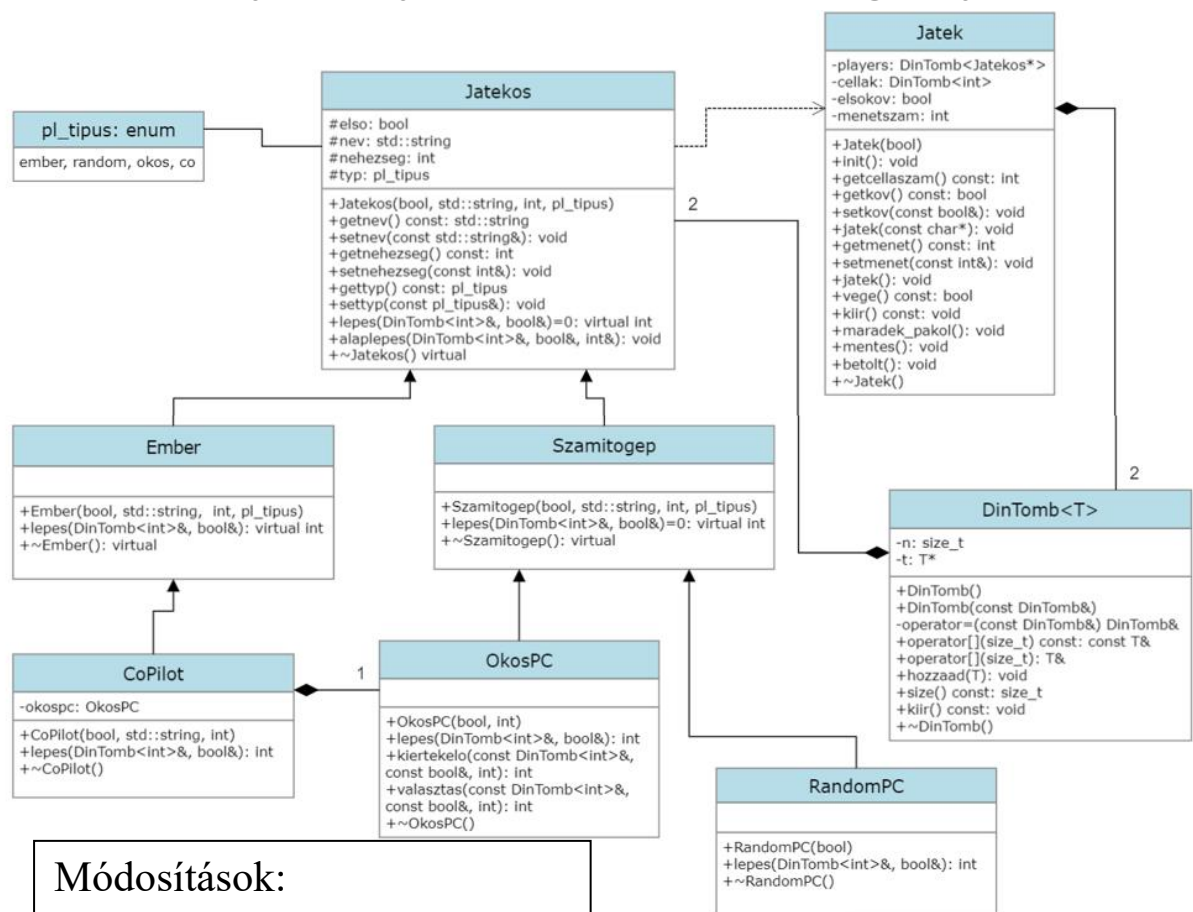 Jatek
-players: DinTomb<Jatekos*>
-cellak: DinTomb<int>
-elsokov: bool
-menetszam: int
+Jatek(bool)
+init(): void
+getcellaszam() const: int
+getkov() const: bool
+setkov(const bool&): void
+jatek(const char*): void
+getmenet() const: int
+setmenet(const int&): void
+jatek(): void
+vege() const: bool
+kiir() const: void
+maradek_pakol(): void
+mentes(): void
+betolt(): void
+~Jatek()
Jatekos
#elso: bool
#nev: std::string
#nehezseg: int
#typ: pl_tipus
+Jatekos(bool, std::string, int, pl_tipus)
+getnev() const: std::string
+setnev(const std::string&): void
+getnehezseg() const: int
+setnehezseg(const int&): void
+gettyp() const: pl_tipus
+settyp(const pl_tipus&): void
+lepes(DinTomb<int>&, bool&)=0: virtual int
+alaplepes(DinTomb<int>&, bool&, int&): void
+~Jatekos() virtual
pl_tipus: enum
ember, random, okos, co
2
Ember
+Ember(bool, std::string, int, pl_tipus)
+lepes(DinTomb<int>&, bool&): virtual int
+~Ember(): virtual
Szamitogep
+Szamitogep(bool, std::string, int, pl_tipus)
+lepes(DinTomb<int>&, bool&)=0: virtual int
+~Szamitogep(): virtual
2
DinTomb<T>
-n: size_t
-t: T*
+DinTomb()
+DinTomb(const DinTomb&)
-operator=(const DinTomb&) DinTomb&
+operator[](size_t) const: const T&
+operator[](size_t): T&
+hozzaad(T): void
+size() const: size_t
+kiir() const: void
+~DinTomb()
CoPilot
-okospc: OkosPC
+CoPilot(bool, std::string, int)
+lepes(DinTomb<int>&, bool&): int
+~CoPilot()
1
OkosPC
+OkosPC(bool, int)
+lepes(DinTomb<int>&, bool&): int
+kiertekelo(const DinTomb<int>&,
const bool&, int): int
+valasztas(const DinTomb<int>&,
const bool&, int): int
+~OkosPC()
RandomPC
+RandomPC(bool)
+lepes(DinTomb<int>&, bool&): int
+~RandomPC()
Módosítások: